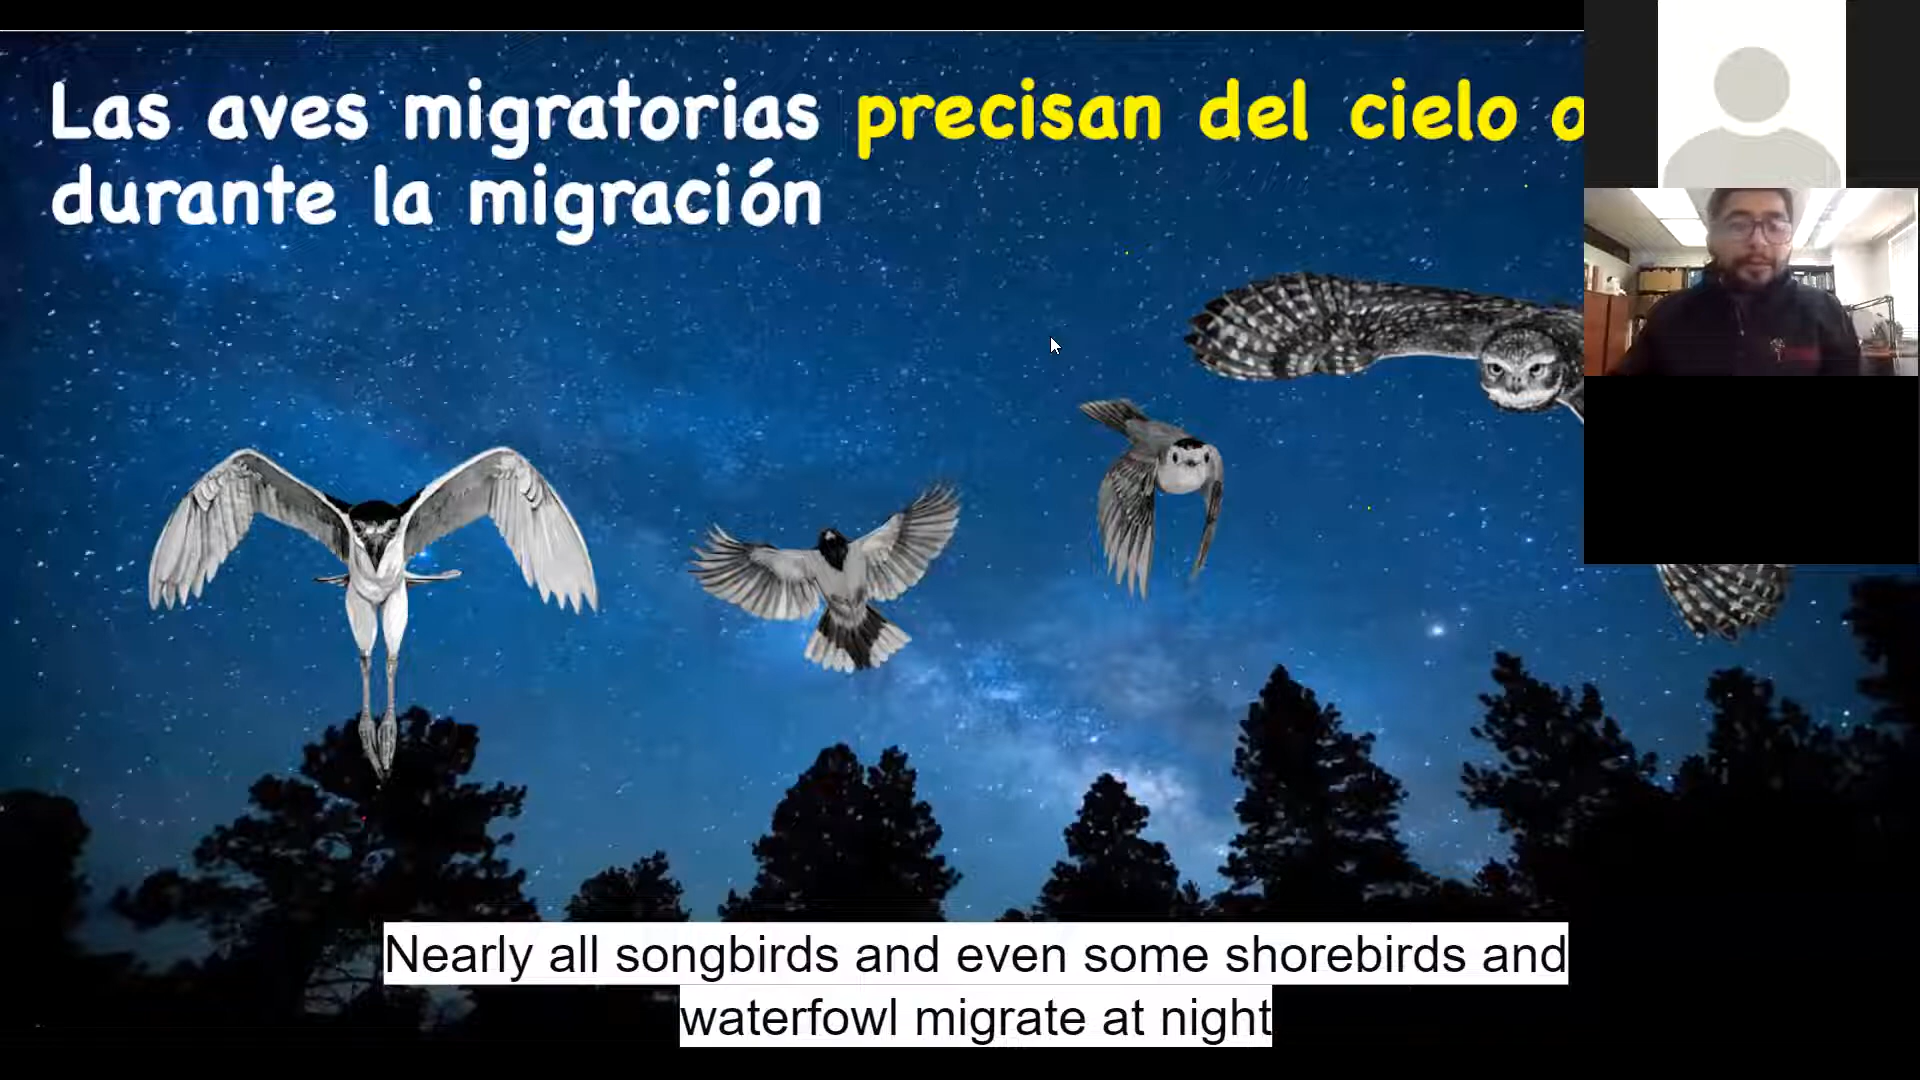 Las aves migratorias precisan del cielo
durante la migración
Nearly all songbirds and even some shorebirds and
waterfowl migrate at night